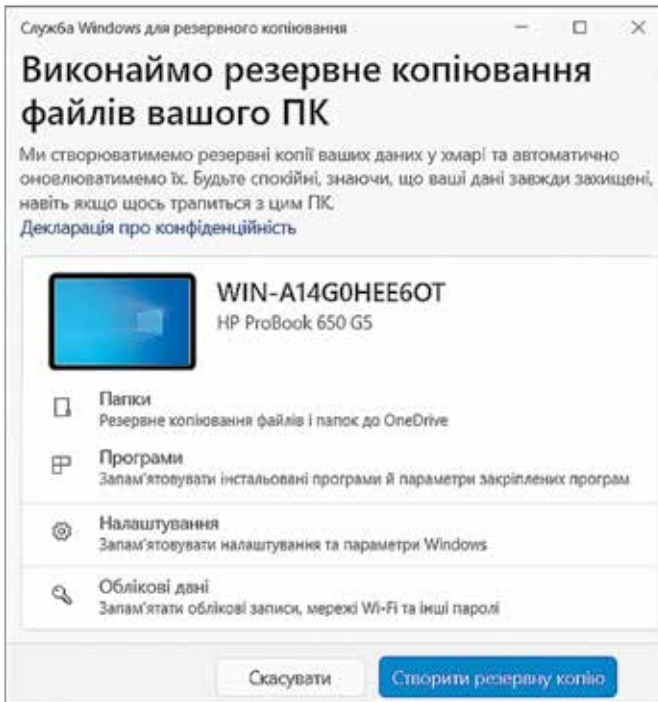 Служба Windows для резервного копіювання
Виконаймо резервне копіювання
файлів вашого ПК
Ми створюватимемо резервні копії ваших даних у хмарі та автоматично
оновлюватимемо їх. Будьте спокійні, знаючи, що ваші дані завжди захищені,
навіть якщо щось трапиться з цим ПК.
Декларація про конфіденційність
WIN-A14G0HEE6OT
HP ProBook 650 G5
Папки
Резервне копіювання файлів і папок до OneDrive
Програми
Запам'ятовувати інстальовані програми й параметри закріплених програм
Налаштування
Запам'ятовувати налаштування та параметри Windows
Облікові дані
Запам'ятати облікові записи, мережі Wi-Fi та інші паролі
Скасувати
Створити резервну копію